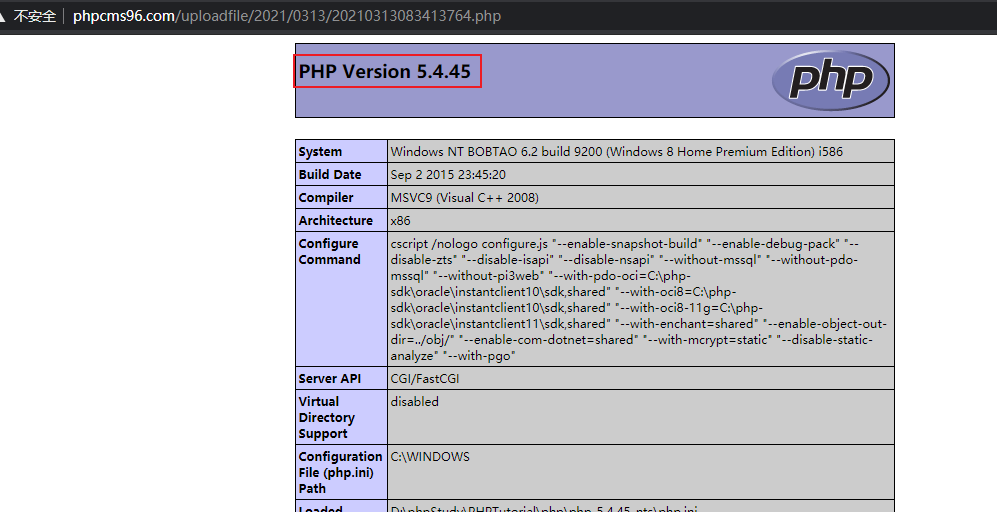 不安全 phpcms96.com/uploadfile/2021/0313/20210313083413764.php
PHP Version 5.4.45
php
System Windows NT BOBTAO 6.2 build 9200 (Windows 8 Home Premium Edition) i586
Build Date Sep 2 2015 23:45:20
Compiler MSVC9 (Visual C++ 2008)
Architecture x86
Configure Command cscript /nologo configure.js "--enable-snapshot-build" "--enable-debug-pack" "--
disable-zts" "--disable-isapi" "--disable-nsapi" "--without-mssql" "--without-pdo-
mssql" "--without-pi3web" "--with-pdo-oci=C:\php-
sdk\oracle\instantclient10\sdk,shared" "--with-oci8=C:\php-
sdk\oracle\instantclient10\sdk,shared" "--with-oci8-11g=C:\php-
sdk\oracle\instantclient11\sdk,shared" "--with-enchant=shared" "--enable-object-out-
dir=../obj/" "--enable-com-dotnet=shared" "--with-mcrypt=static" "--disable-static-
analyze" "--with-pgo"
Server API CGI/FastCGI
Virtual Directory Support disabled
Configuration File (php.ini) Path C:\WINDOWS
Loaded D:\phpStudy\PHPTutorial\php\php-5.4.45-nts\php.ini